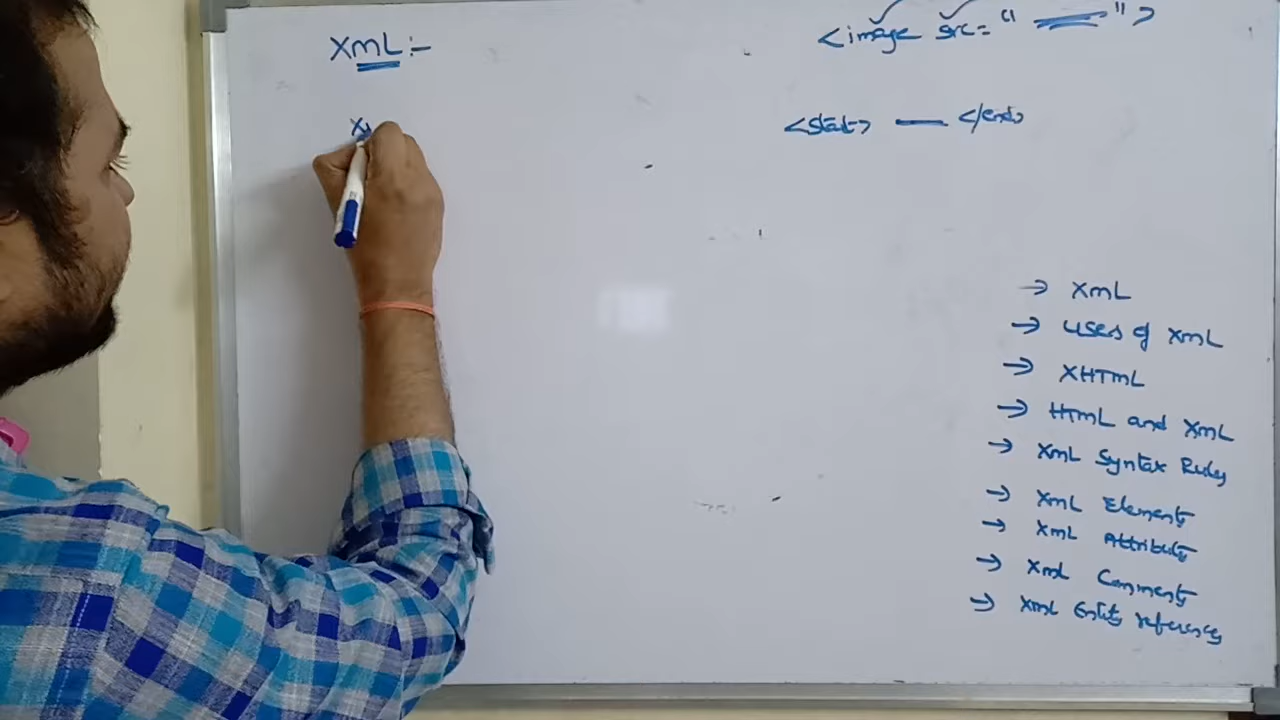 XmL:-
<image src= " ">
<start> — </end>
→ XmL
→ uses of XmL
→ XHTmL
→ HTmL and XmL
→ XmL Syntax Rules
→ XmL Elements
→ XmL Attributes
→ XmL Comments
→ XmL Entity references